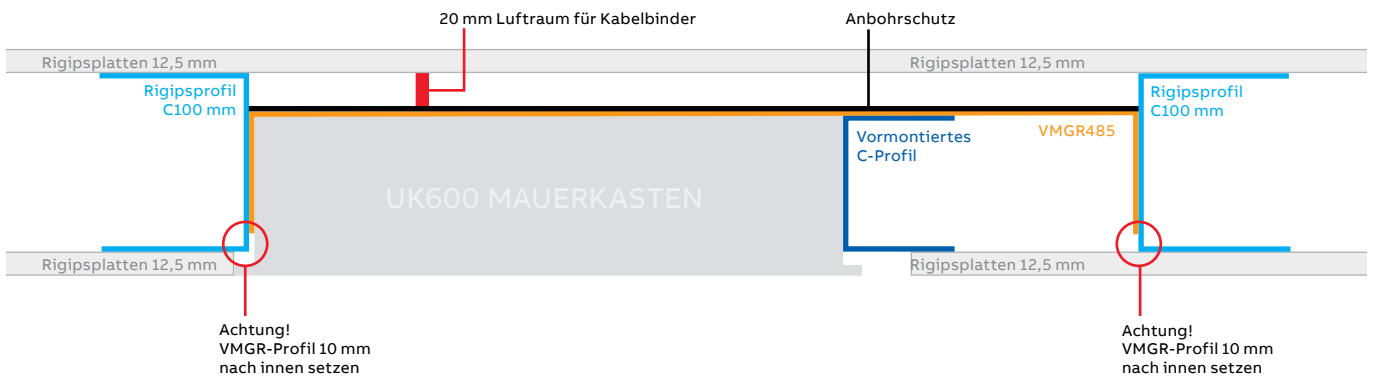 20 mm Luftraum für Kabelbinder
Anbohrschutz
Rigipsplatten 12,5 mm
Rigipsplatten 12,5 mm
Rigipsprofil
C100 mm
Rigipsprofil
C100 mm
VMGR485
Vormontiertes
C-Profil
UK600 MAUERKASTEN
Rigipsplatten 12,5 mm
Rigipsplatten 12,5 mm
Achtung!
VMGR-Profil 10 mm
nach innen setzen
Achtung!
VMGR-Profil 10 mm
nach innen setzen